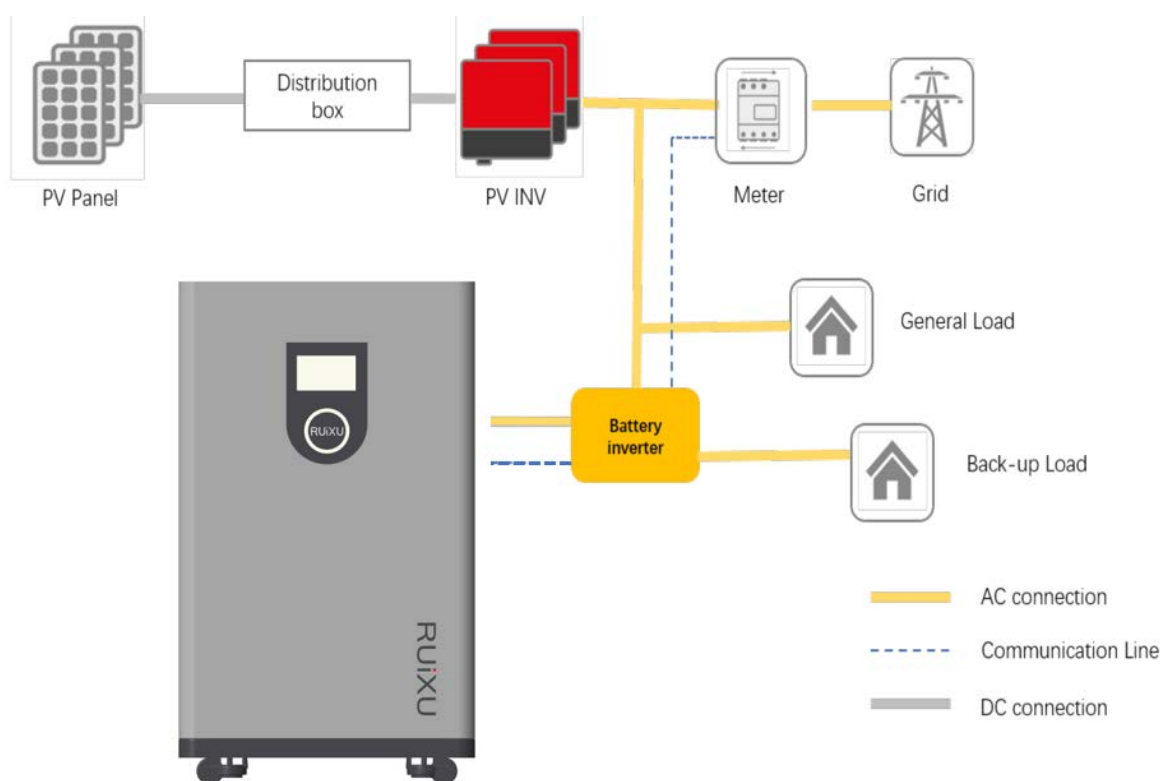 Distribution
box
PV Panel
PV INV
Meter
Grid
General Load
RUiXU
Battery
inverter
Back-up Load
RUiXU
AC connection
Communication Line
DC connection